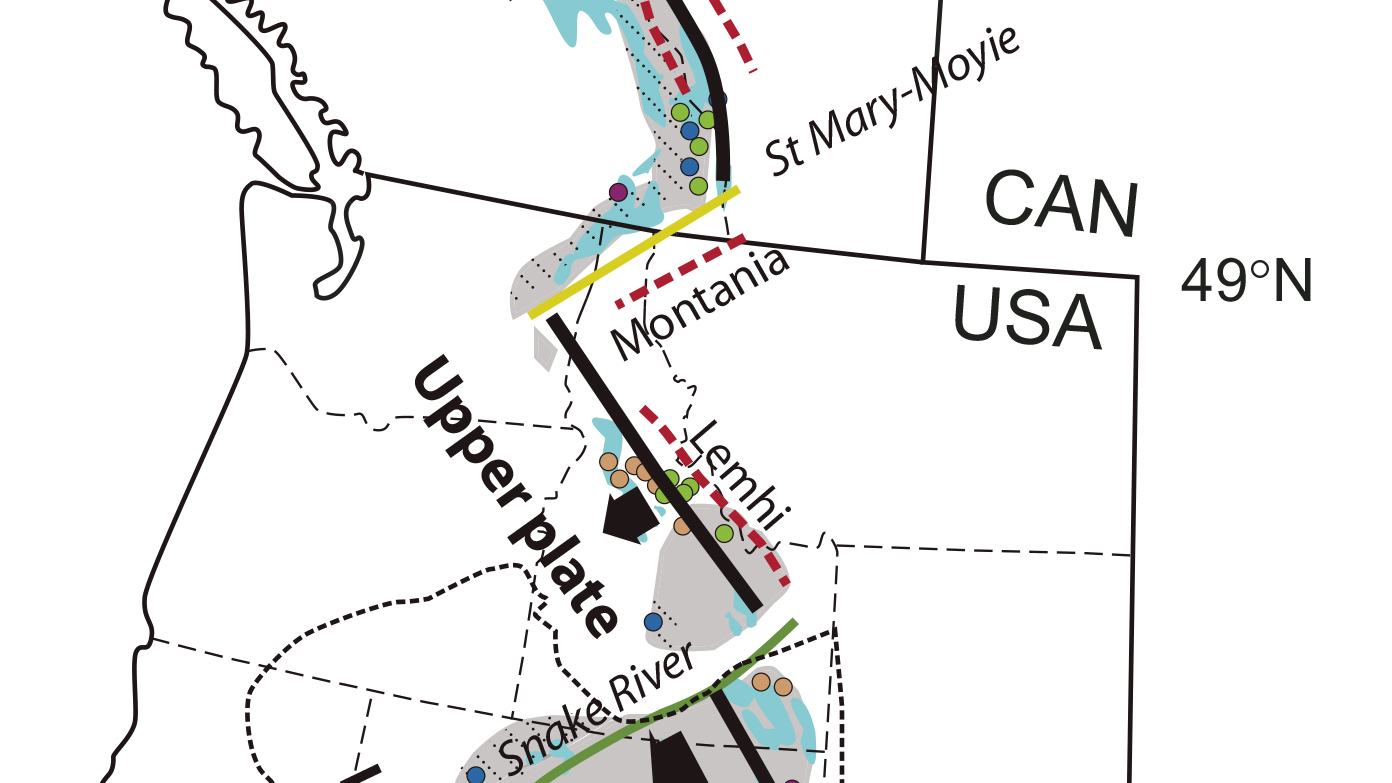 St Mary-Moyie
CAN
49°N
USA
Montania
Upper plate
Lemhi
Snake River